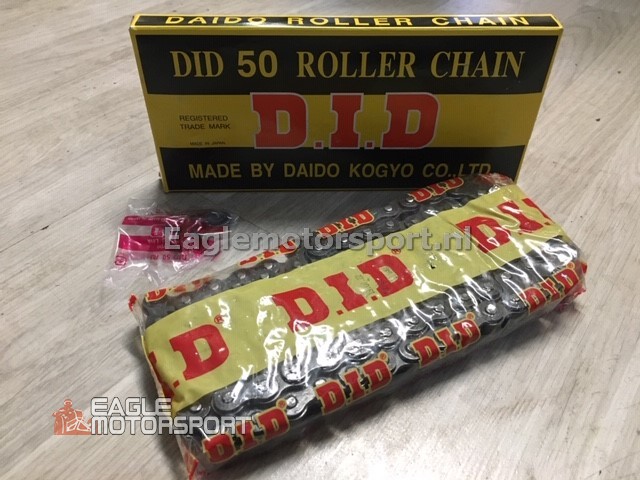 DAIDO ROLLER CHAIN
DID 50 ROLLER CHAIN
REGISTERED
TRADE MARK
D.I.D
MADE IN JAPAN
MADE BY DAIDO KOGYO CO.,LTD.
Eaglemotorsport.nl
D.I.D
D.I.D
D.I.D
D.I.D
D.I.D®
D.I.D
.I.D®
D.I.D
D.I.D®
D.I.D
D.I.D
EAGLE
MOTORSPORT